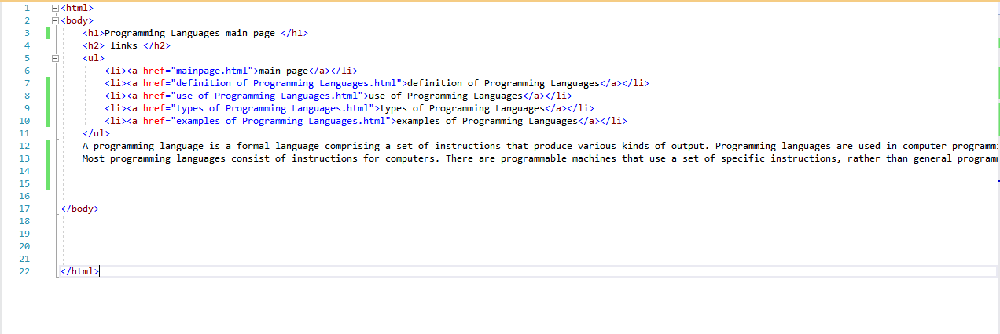 1 <html>
2 <body>
3 <h1>Programming Languages main page </h1>
4 <h2> links </h2>
5 <ul>
6 <li><a href="mainpage.html">main page</a></li>
7 <li><a href="definition of Programming Languages.html">definition of Programming Languages</a></li>
8 <li><a href="use of Programming Languages.html">use of Programming Languages</a></li>
9 <li><a href="types of Programming Languages.html">types of Programming Languages</a></li>
10 <li><a href="examples of Programming Languages.html">examples of Programming Languages</a></li>
11 </ul>
12 A programming language is a formal language comprising a set of instructions that produce various kinds of output. Programming languages are used in computer programmi
13 Most programming languages consist of instructions for computers. There are programmable machines that use a set of specific instructions, rather than general program
14
15
16
17 </body>
18
19
20
21
22 </html>